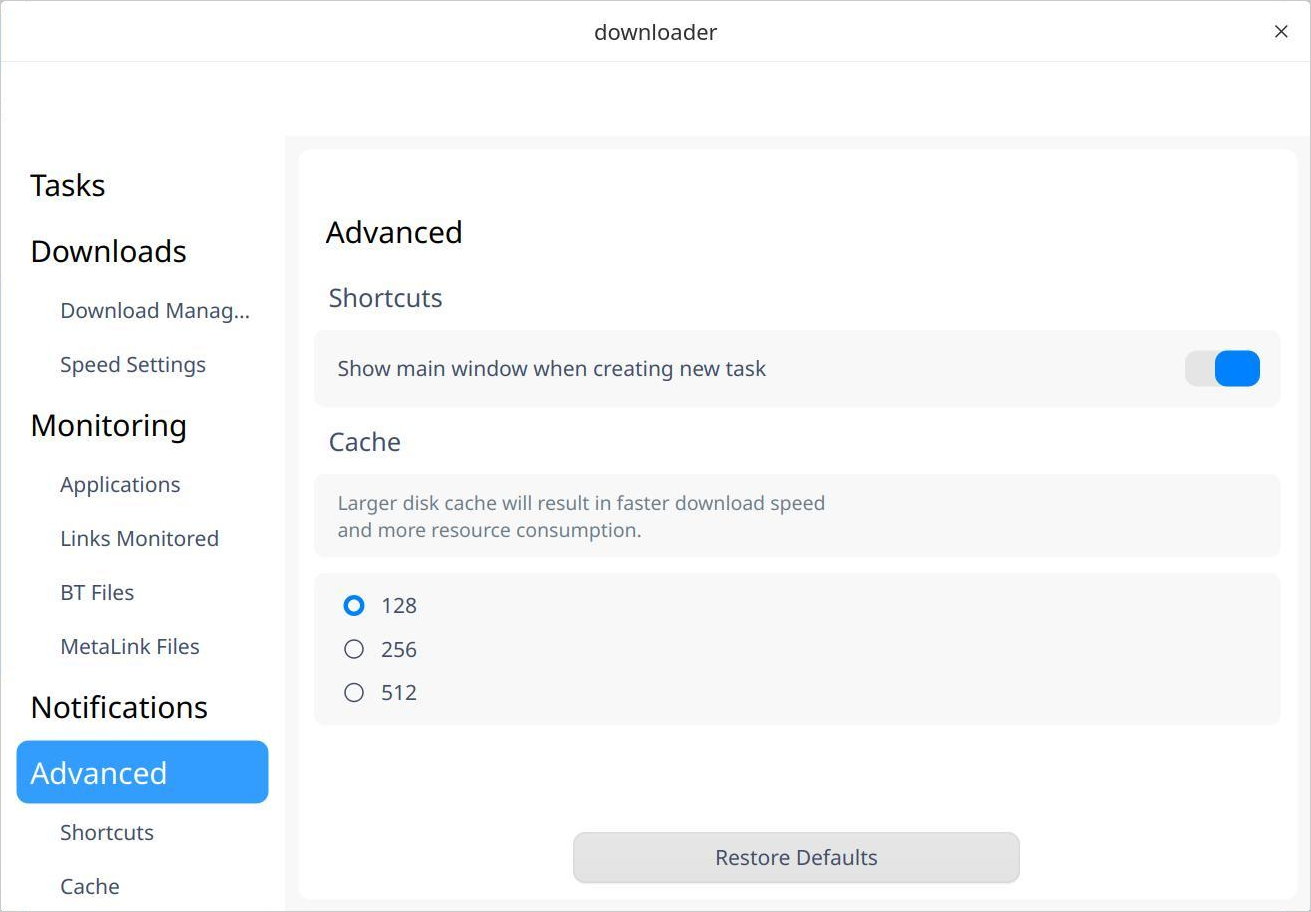 downloader
Tasks
Downloads
Download Manag...
Speed Settings
Monitoring
Applications
Links Monitored
BT Files
MetaLink Files
Notifications
Advanced
Shortcuts
Cache
Advanced
Shortcuts
Show main window when creating new task
Cache
Larger disk cache will result in faster download speed
and more resource consumption.
128
256
512
Restore Defaults